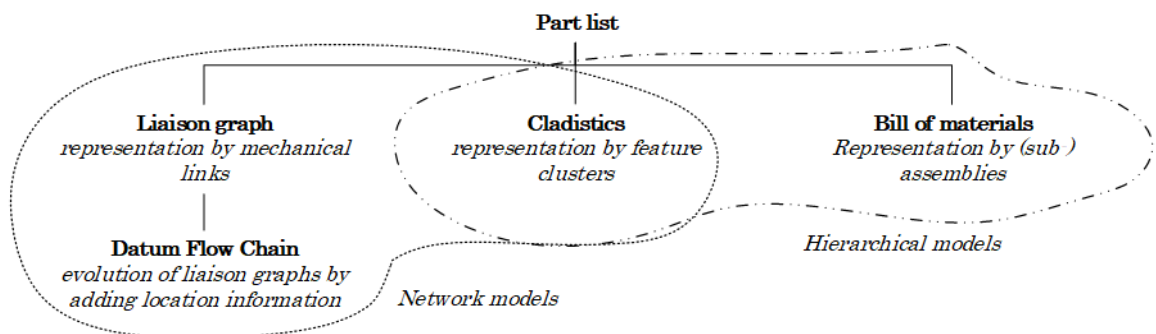 Part list
Liaison graph
representation by mechanical
links
Cladistics
representation by feature
clusters
Bill of materials
Representation by (sub-)
assemblies
Datum Flow Chain
evolution of liaison graphs by
adding location information
Hierarchical models
Network models